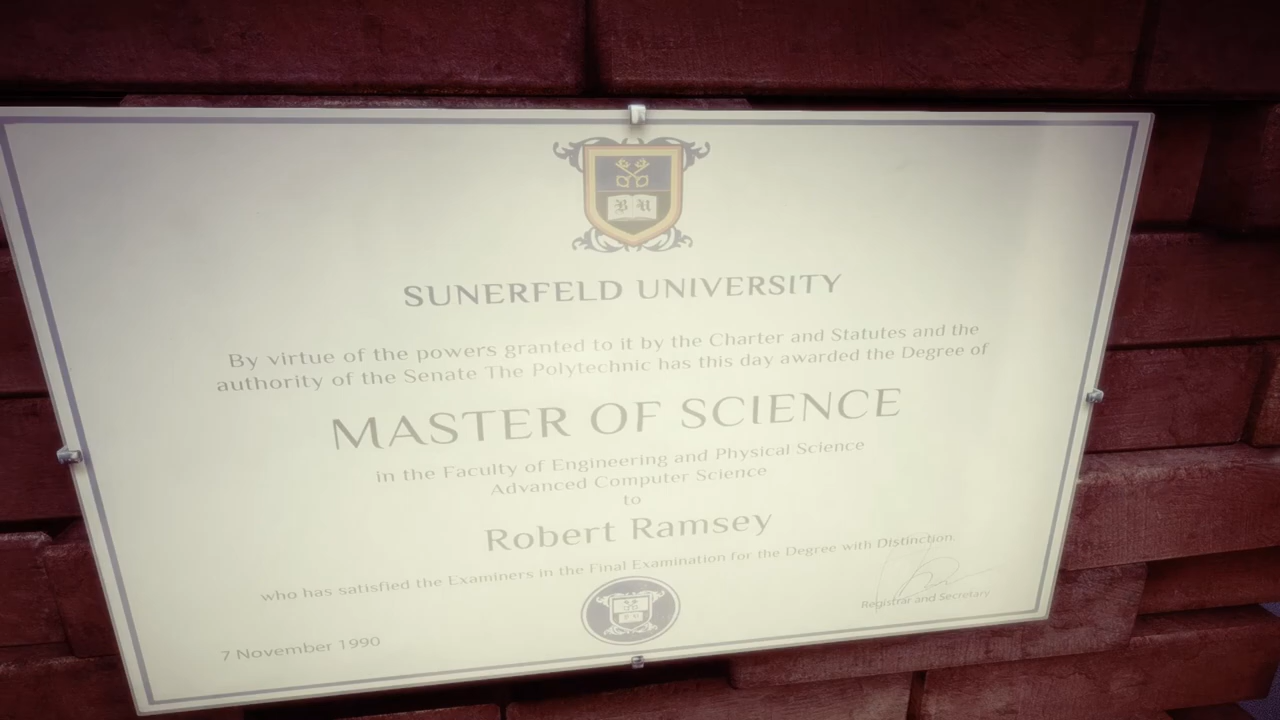 B U
SUNERFELD UNIVERSITY
By virtue of the powers granted to it by the Charter and Statutes and the
authority of the Senate The Polytechnic has this day awarded the Degree of
MASTER OF SCIENCE
in the Faculty of Engineering and Physical Science
Advanced Computer Science
to
Robert Ramsey
who has satisfied the Examiners in the Final Examination for the Degree with Distinction.
Registrar and Secretary
7 November 1990